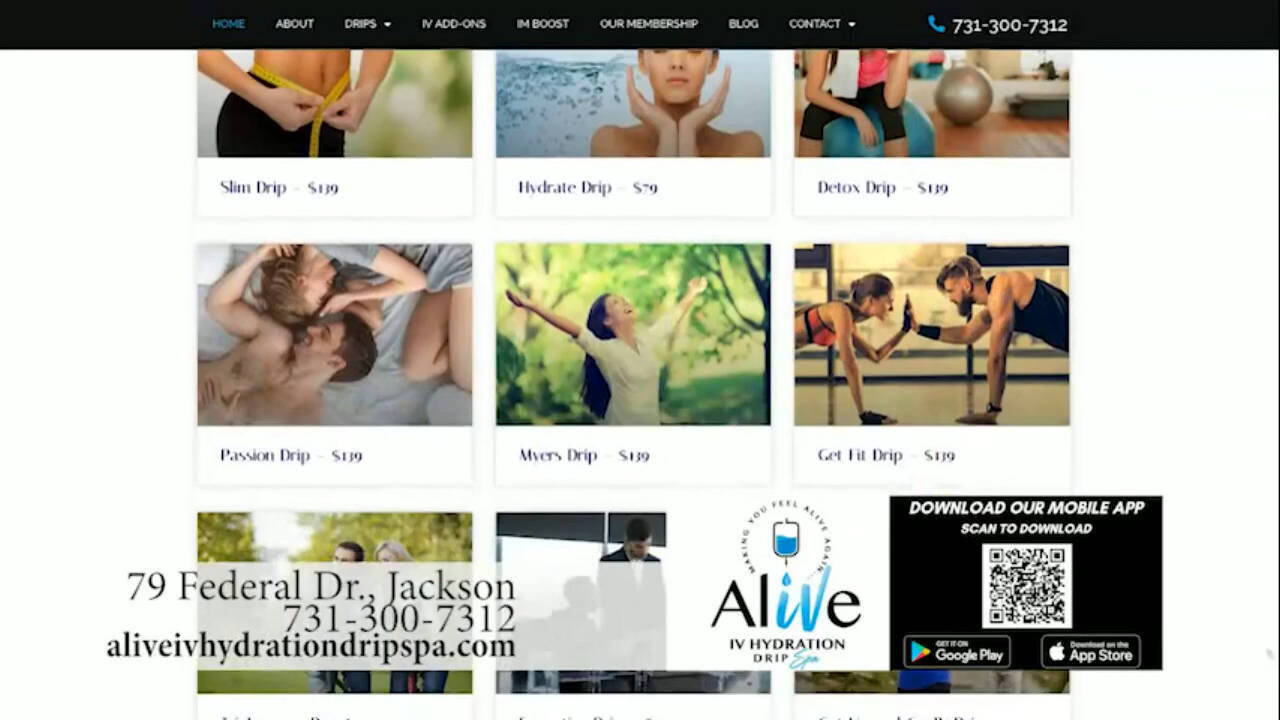 HOME ABOUT DRIPS IV ADD-ONS IM BOOST OUR MEMBERSHIP BLOG CONTACT 731-300-7312
Slim Drip – $139
Hydrate Drip – $79
Detox Drip – $139
Passion Drip – $139
Myers Drip – $139
Get Fit Drip – $139
79 Federal Dr., Jackson
731-300-7312
aliveivhydrationdripspa.com
MAKING YOU FEEL ALIVE AGAIN...
AlIVe
IV HYDRATION
DRIP Spa
DOWNLOAD OUR MOBILE APP
SCAN TO DOWNLOAD
GET IT ON
Google Play
Download on the
App Store